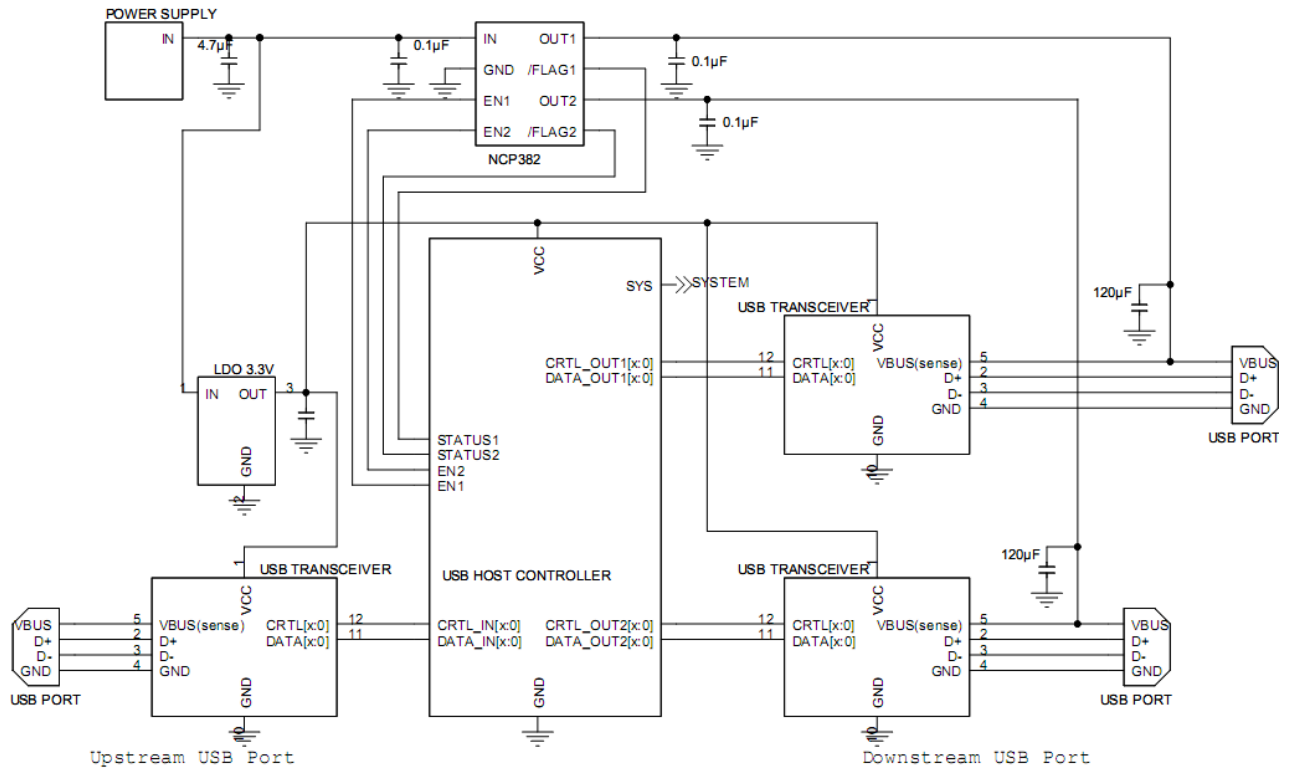 POWER SUPPLY
IN
4.7µF
0.1µF
IN OUT1
GND /FLAG1
EN1 OUT2
EN2 /FLAG2
NCP382
0.1µF
0.1µF
VCC
SYS
SYSTEM
120µF
USB TRANSCEIVER
1
VCC
CRTL_OUT1[x:0] 12 CRTL[x:0] VBUS(sense) 5 VBUS
DATA_OUT1[x:0] 11 DATA[x:0] D+ 2 D+
D- 3 D-
GND 4 GND
GND
10
USB PORT
LDO 3.3V
1 IN OUT 3
GND
2
STATUS1
STATUS2
EN2
EN1
120µF
1
USB TRANSCEIVER
VCC
USB HOST CONTROLLER
USB TRANSCEIVER
1
VCC
VBUS 5 VBUS(sense) CRTL[x:0] 12 CRTL_IN[x:0] CRTL_OUT2[x:0] 12 CRTL[x:0] VBUS(sense) 5 VBUS
D+ 2 D+ DATA[x:0] 11 DATA_IN[x:0] DATA_OUT2[x:0] 11 DATA[x:0] D+ 2 D+
D- 3 D- D- 3 D-
GND 4 GND GND 4 GND
GND
GND
GND
USB PORT
USB PORT
10
10
Upstream USB Port
Downstream USB Port